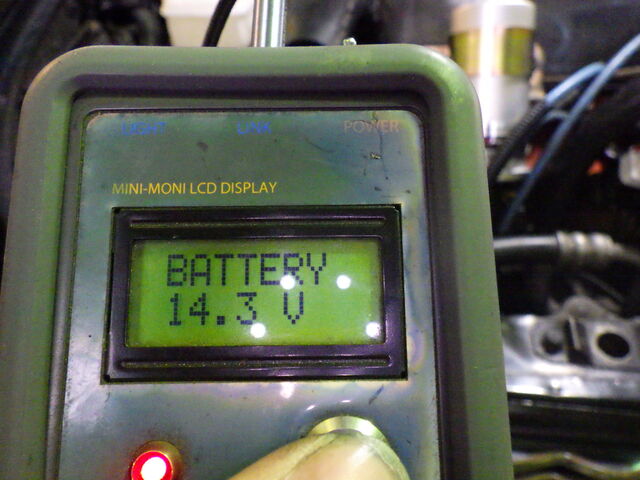 LIGHT LINK POWER
MINI-MONI LCD DISPLAY
BATTERY
14.3 V